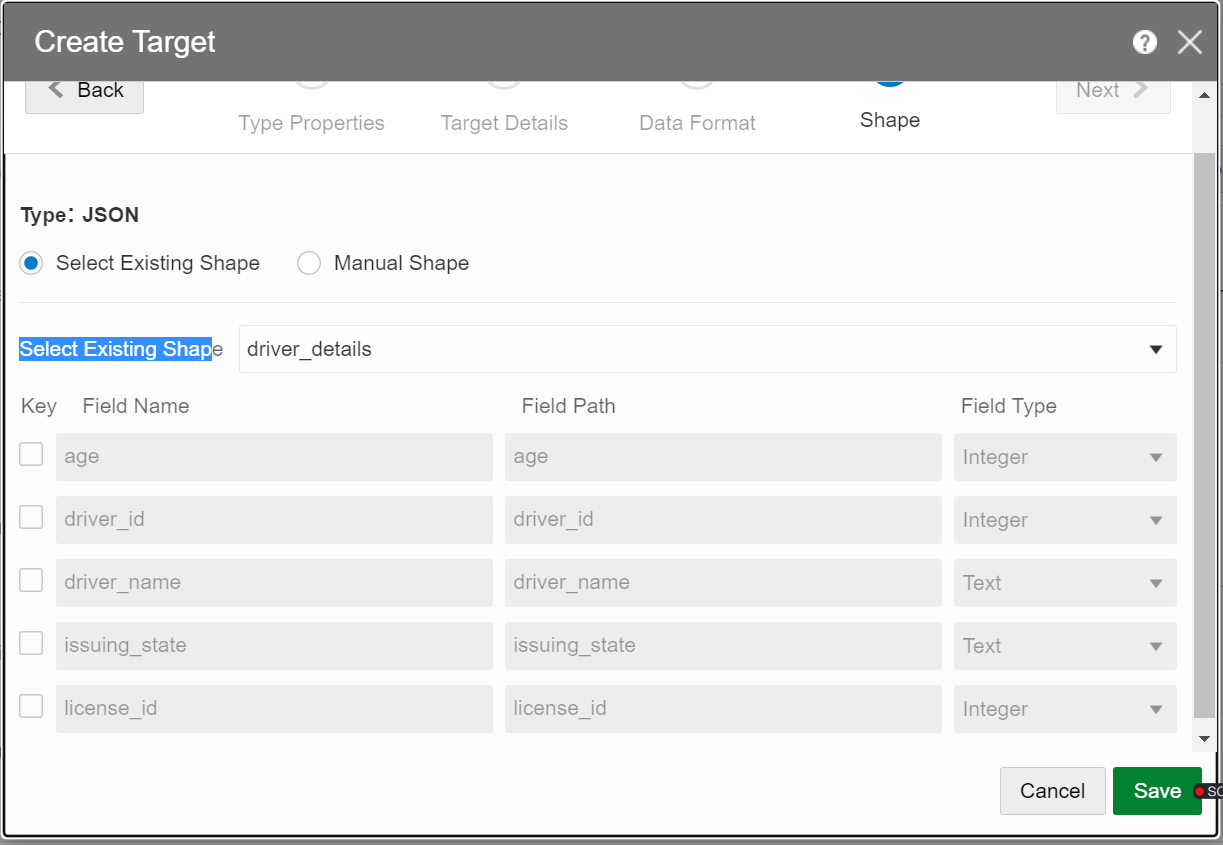 Create Target
?
Back
Next
Type Properties
Target Details
Data Format
Shape
Type: JSON
Select Existing Shape
Manual Shape
Select Existing Shape
driver_details
Key
Field Name
Field Path
Field Type
age
age
Integer
driver_id
driver_id
Integer
driver_name
driver_name
Text
issuing_state
issuing_state
Text
license_id
license_id
Integer
Cancel
Save